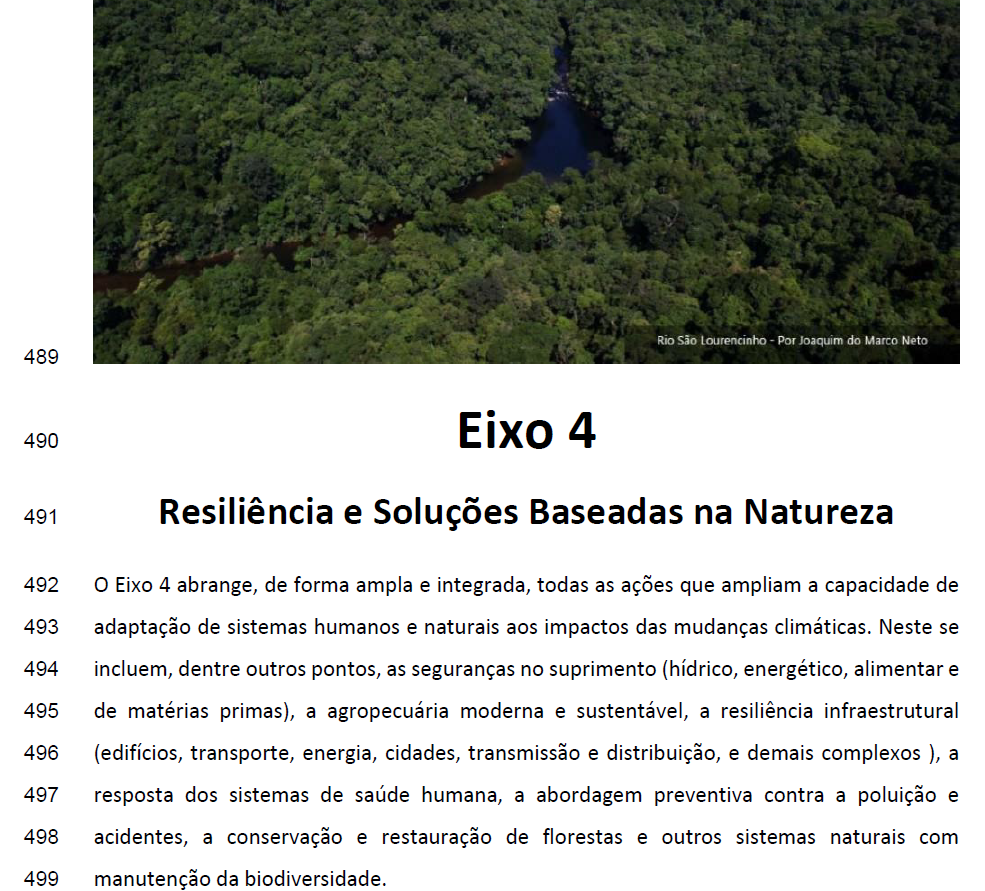 Rio São Lourencinho - Por Joaquim do Marco Neto
489
490 Eixo 4
491 Resiliência e Soluções Baseadas na Natureza
492 O Eixo 4 abrange, de forma ampla e integrada, todas as ações que ampliam a capacidade de
493 adaptação de sistemas humanos e naturais aos impactos das mudanças climáticas. Neste se
494 incluem, dentre outros pontos, as seguranças no suprimento (hídrico, energético, alimentar e
495 de matérias primas), a agropecuária moderna e sustentável, a resiliência infraestrutural
496 (edifícios, transporte, energia, cidades, transmissão e distribuição, e demais complexos ), a
497 resposta dos sistemas de saúde humana, a abordagem preventiva contra a poluição e
498 acidentes, a conservação e restauração de florestas e outros sistemas naturais com
499 manutenção da biodiversidade.